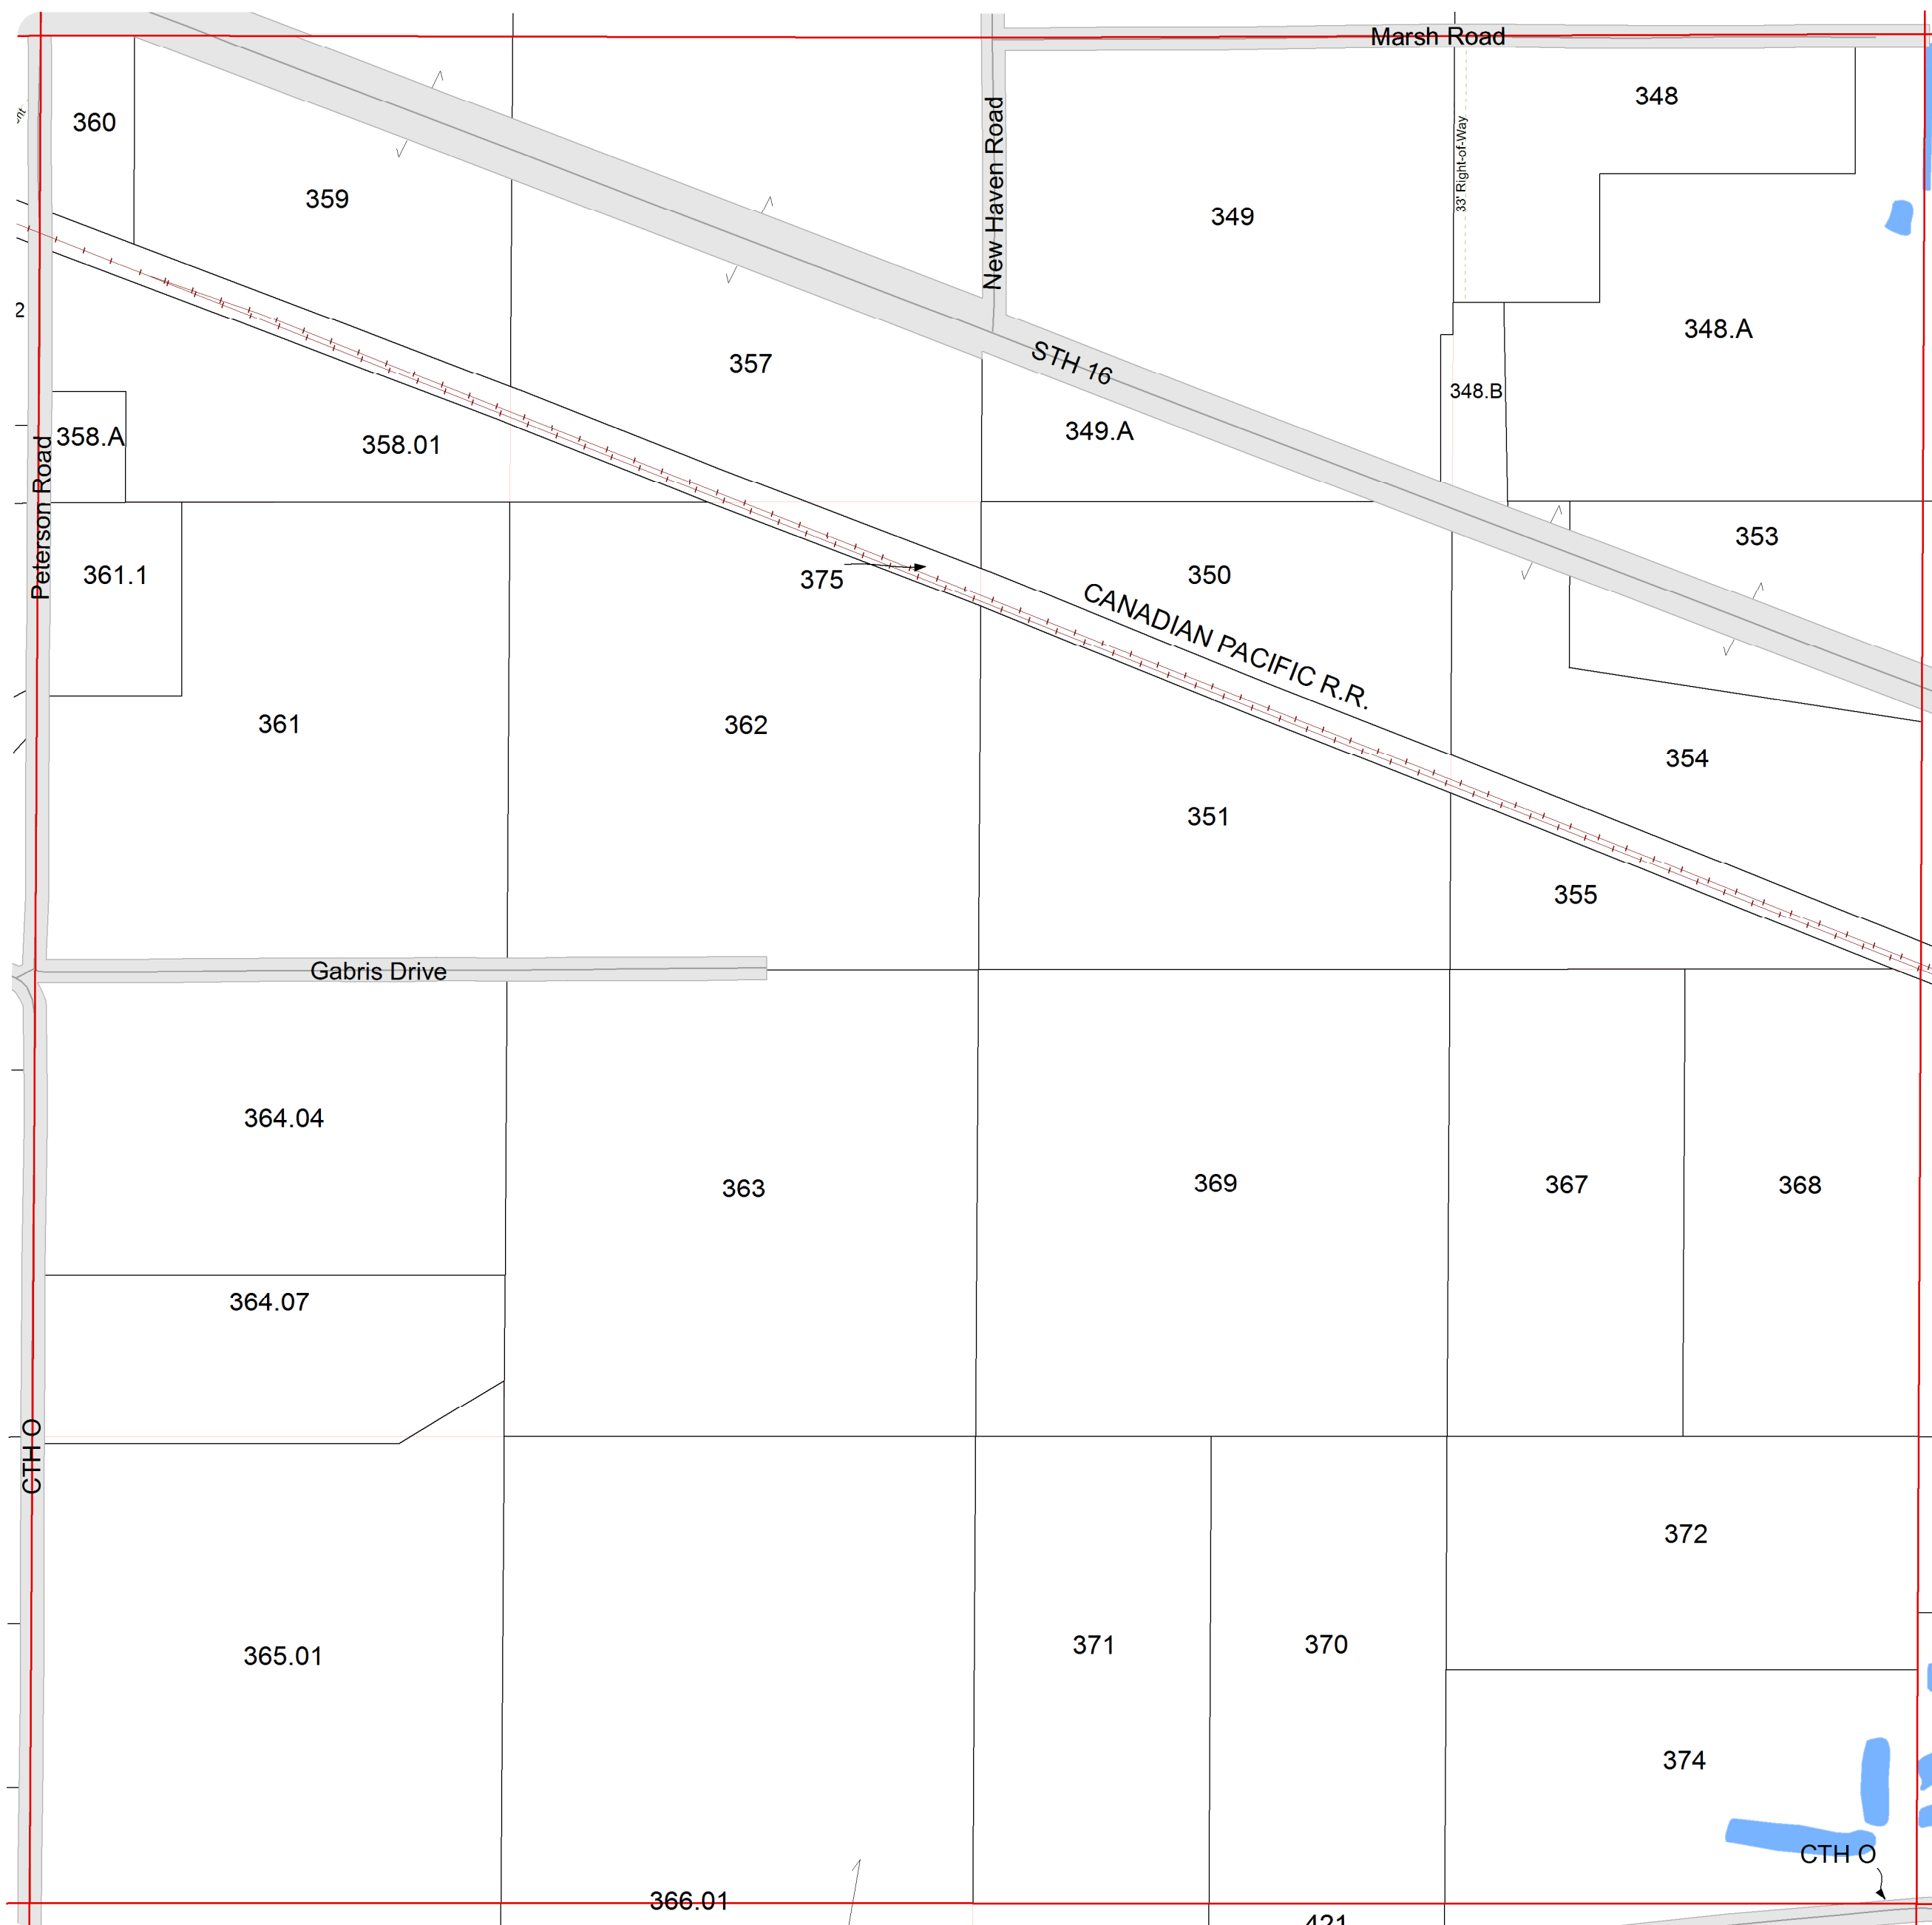 Marsh Road
348
360
33' Right-of-Way
359
New Haven Road
349
2
348.A
STH 16
357
348.B
349.A
358.A
358.01
Peterson Road
353
361.1
375
350
CANADIAN PACIFIC R.R.
361
362
354
351
355
Gabris Drive
364.04
363
369
367
368
364.07
CTH O
372
365.01
371
370
374
CTH O
366.01
421